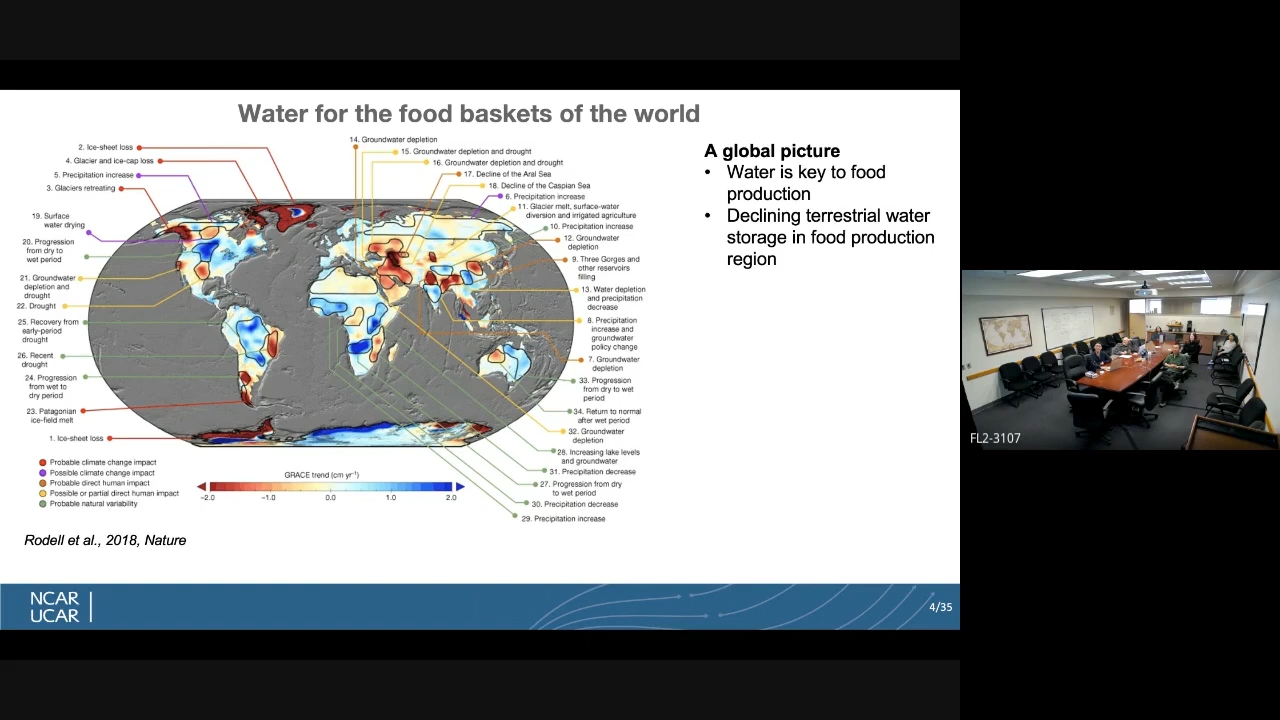 Water for the food baskets of the world
2. Ice-sheet loss
4. Glacier and ice-cap loss
5. Precipitation increase
3. Glaciers retreating
19. Surface
water drying
20. Progression
from dry to
wet period
21. Groundwater
depletion and
drought
22. Drought
25. Recovery from
early-period
drought
26. Recent
drought
24. Progression
from wet to
dry period
23. Patagonian
ice-field melt
1. Ice-sheet loss
14. Groundwater depletion
15. Groundwater depletion and drought
16. Groundwater depletion and drought
17. Decline of the Aral Sea
18. Decline of the Caspian Sea
6. Precipitation increase
11. Glacier melt, surface-water
diversion and irrigated agriculture
10. Precipitation increase
12. Groundwater
depletion
9. Three Gorges and
other reservoirs
filling
13. Water depletion
and precipitation
decrease
8. Precipitation
increase and
groundwater
policy change
7. Groundwater
depletion
33. Progression
from dry to wet
period
34. Return to normal
after wet period
32. Groundwater
depletion
28. Increasing lake levels
and groundwater
31. Precipitation decrease
27. Progression from dry
to wet period
30. Precipitation decrease
29. Precipitation increase
Probable climate change impact
Possible climate change impact
Probable direct human impact
Possible or partial direct human impact
Probable natural variability
GRACE trend (cm yr⁻¹)
-2.0 -1.0 0.0 1.0 2.0
Rodell et al., 2018, Nature
A global picture
• Water is key to food
production
• Declining terrestrial water
storage in food production
region
NCAR
UCAR
4/35
FL2-3107